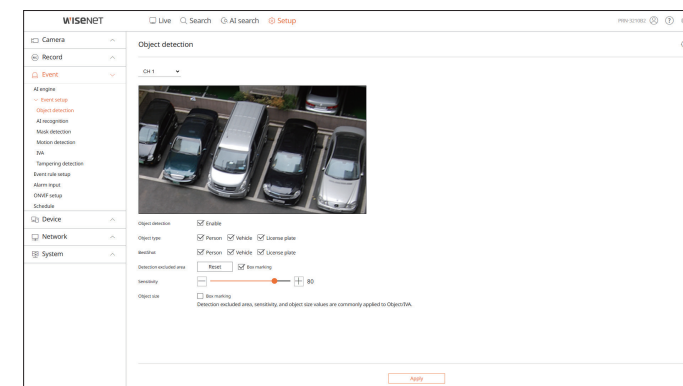 WISENET
Live Search AI search Setup
PRN-3210B2
Camera
Record
Event
AI engine
Event setup
Object detection
AI recognition
Mask detection
Motion detection
IVA
Tampering detection
Event rule setup
Alarm input
ONVIF setup
Schedule
Device
Network
System
Object detection
CH 1
Object detection Enable
Object type Person Vehicle License plate
BestShot Person Vehicle License plate
Detection excluded area Reset Box marking
Sensitivity 80
Object size Box marking
Detection excluded area, sensitivity, and object size values are commonly applied to Object/IVA.
Apply